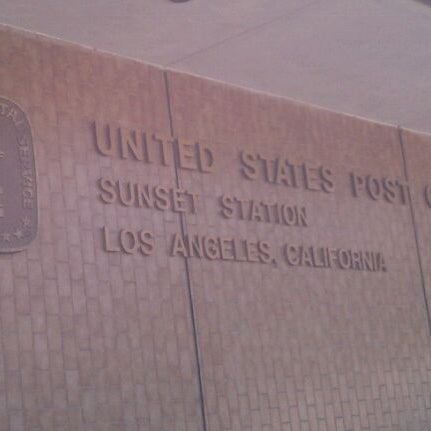 UNITED STATES POST
SUNSET STATION
LOS ANGELES, CALIFORNIA